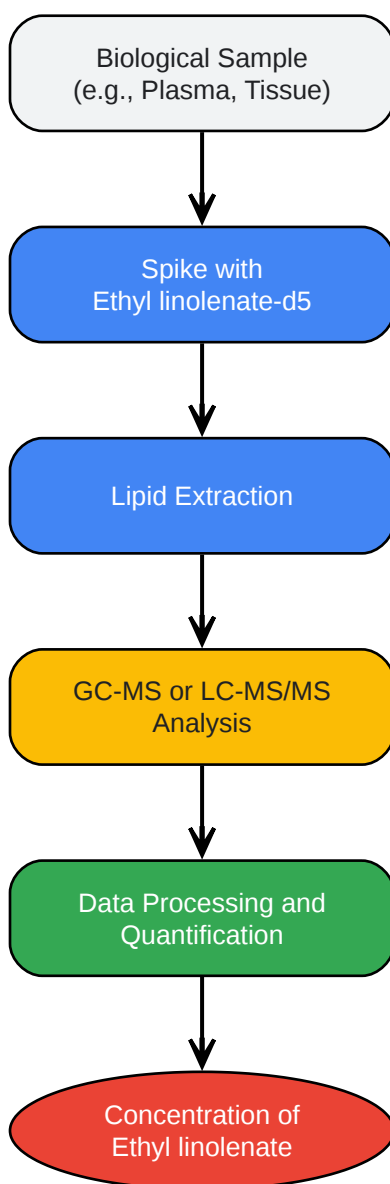 Biological Sample
(e.g., Plasma, Tissue)
Spike with
Ethyl linolenate-d5
Lipid Extraction
GC-MS or LC-MS/MS
Analysis
Data Processing and
Quantification
Concentration of
Ethyl linolenate